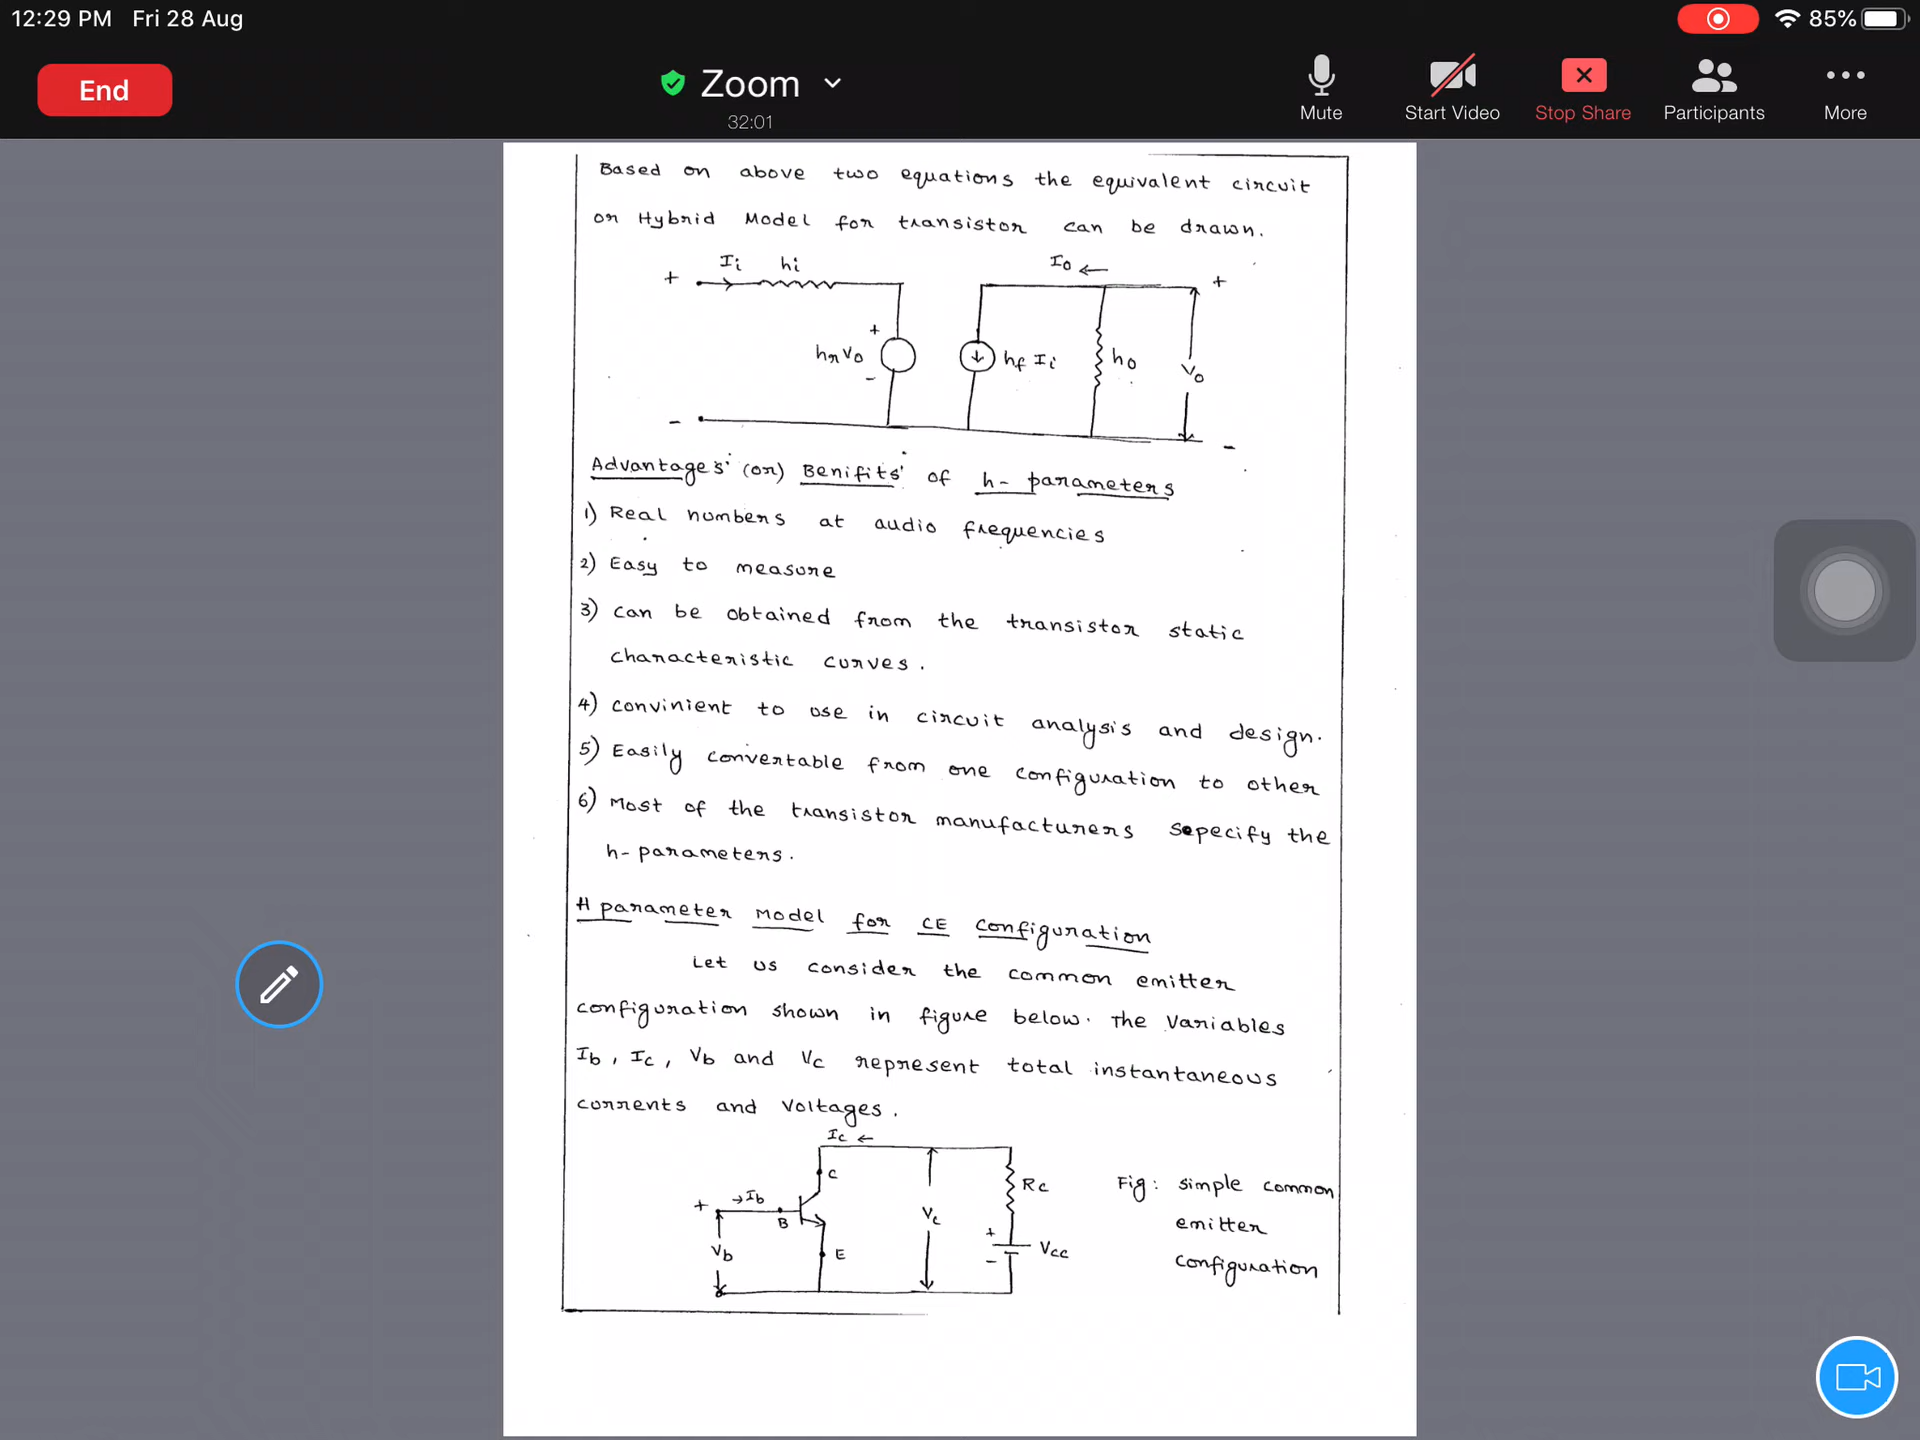 12:29 PM Fri 28 Aug
85%
End
Zoom
32:01
Mute
Start Video
Stop Share
Participants
More
Based on above two equations the equivalent circuit
or Hybrid Model for transistor can be drawn.
Ii hi Io ←
+ +
+
hr Vo hf Ii ho Vo
-
- -
Advantages (or) Benifits of h- parameters
1) Real numbers at audio frequencies
2) Easy to measure
3) can be obtained from the transistor static
characteristic curves.
4) convinient to use in circuit analysis and design.
5) Easily convertable from one configuration to other
6) Most of the transistor manufacturers sepecify the
h- parameters.
H parameter Model for CE configuration
Let us consider the common emitter
configuration shown in figure below. The Variables
Ib, Ic, Vb and Vc represent total instantaneous
currents and Voltages.
Ic ←
C
Rc
Fig: simple common
+ →Ib
B
Vc
emitter
Vb E
+
- Vcc
configuration